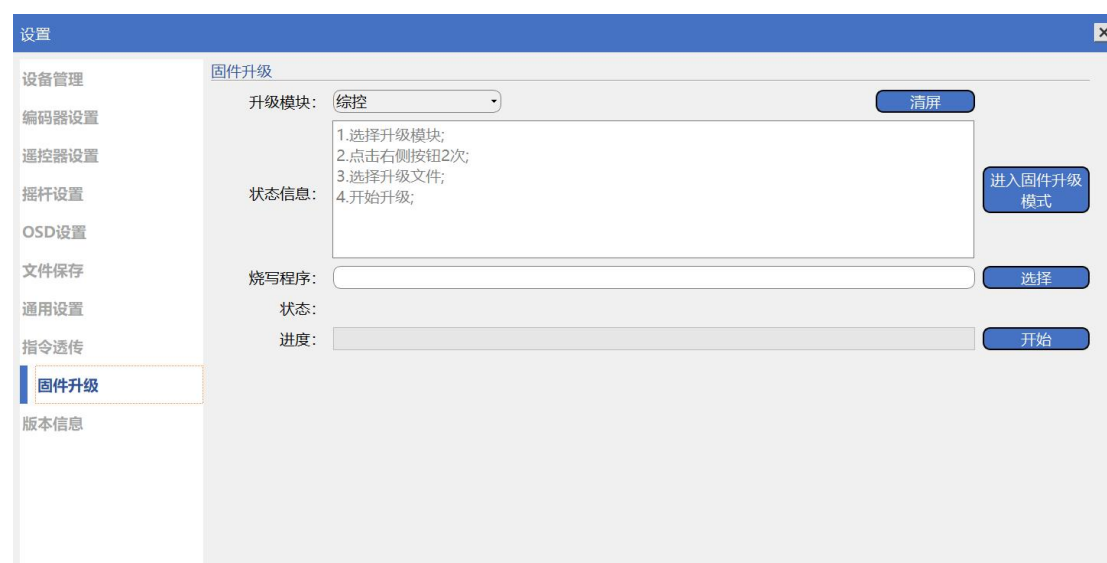 设置
设备管理
编码器设置
遥控器设置
摇杆设置
OSD设置
文件保存
通用设置
指令透传
固件升级
版本信息
固件升级
升级模块: 综控 清屏
状态信息:
1.选择升级模块;
2.点击右侧按钮2次;
3.选择升级文件;
4.开始升级;
进入固件升级
模式
烧写程序: 选择
状态:
进度: 开始